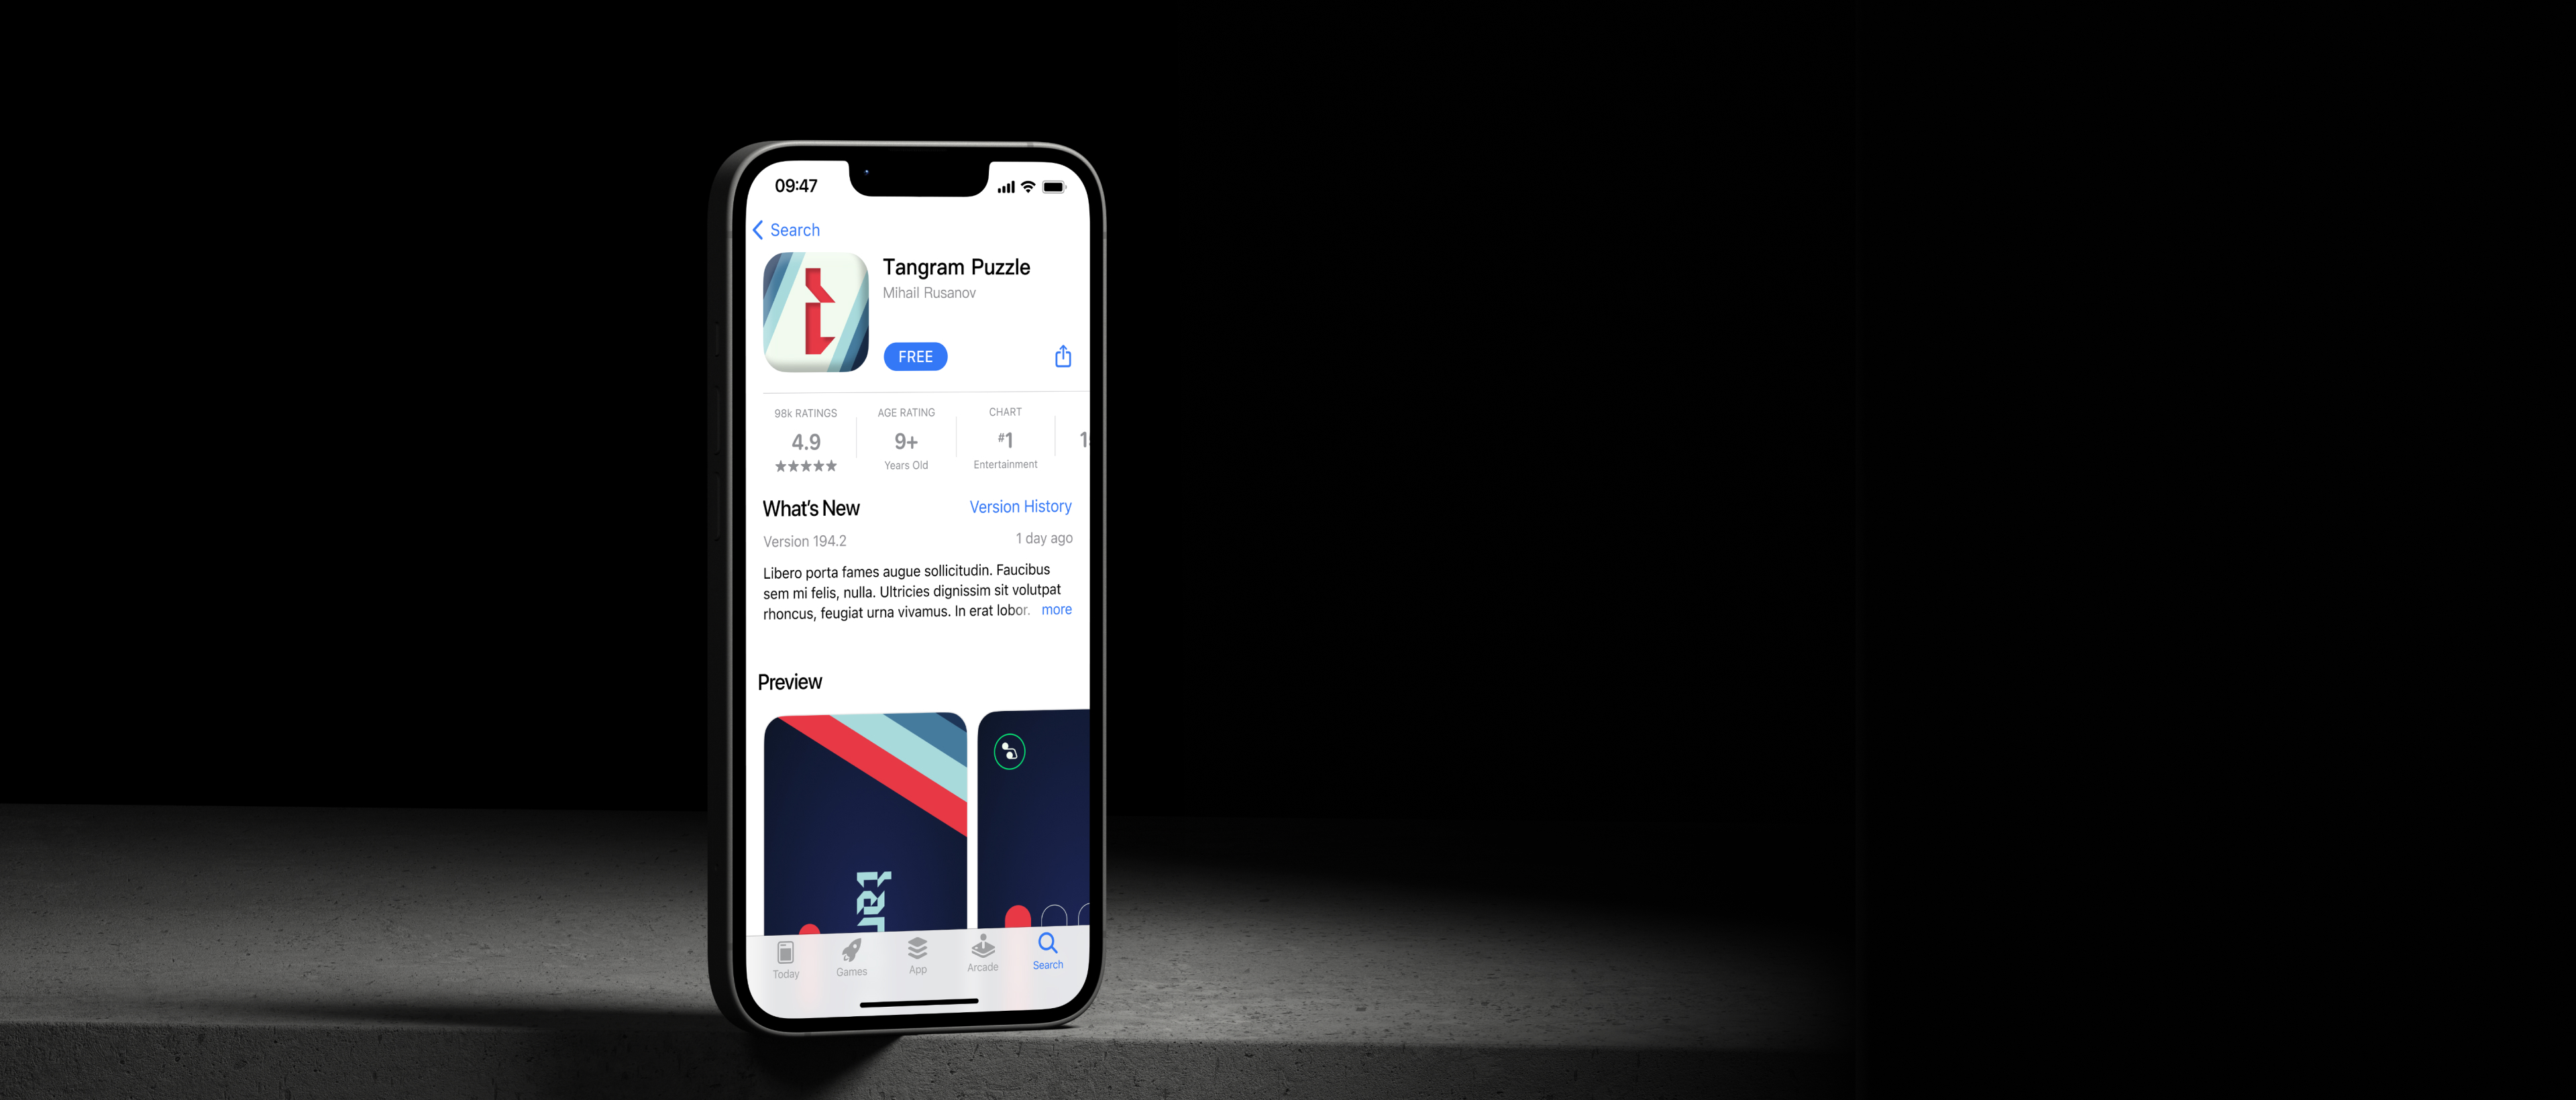 09:47
Search
Tangram Puzzle
Mihail Rusanov
FREE
98k RATINGS
AGE RATING
CHART
4.9
9+
#1
★★★★★
Years Old
Entertainment
What's New
Version History
Version 194.2
1 day ago
Libero porta fames augue sollicitudin. Faucibus
sem mi felis, nulla. Ultricies dignissim sit volutpat
rhoncus, feugiat urna vivamus. In erat lobor.
more
Preview
Today
Games
App
Arcade
Search